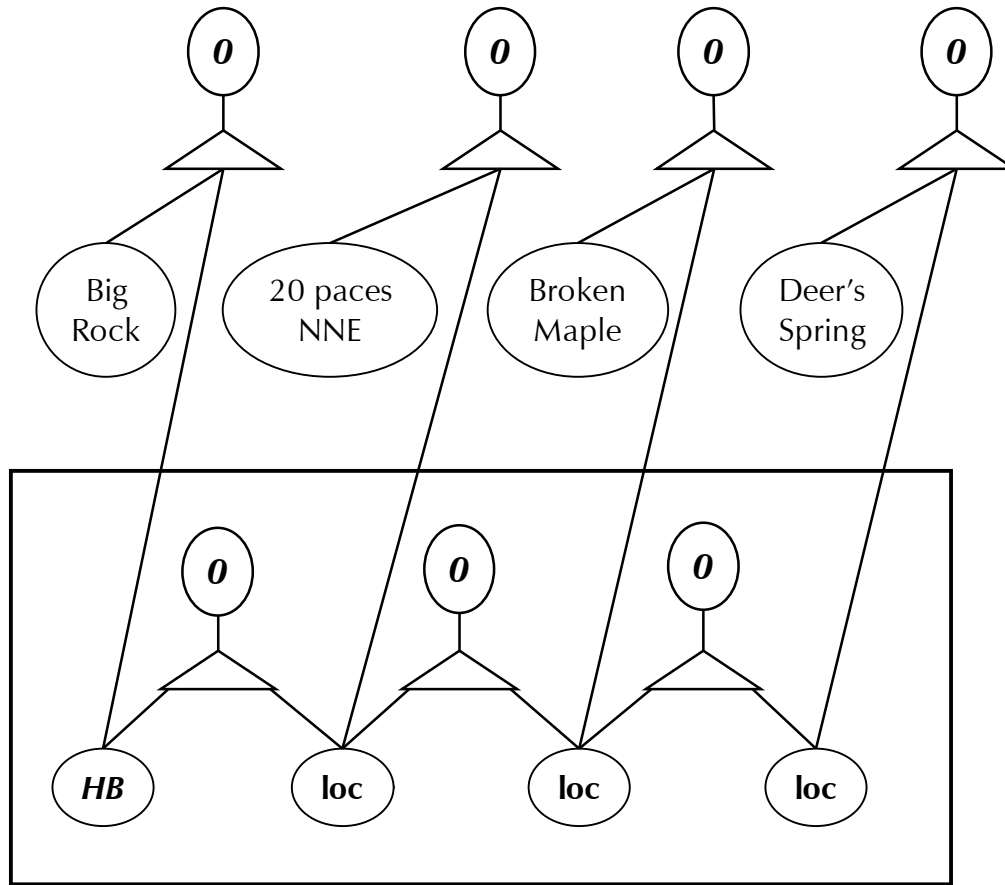 0 0 0 0
Big
Rock
20 paces
NNE
Broken
Maple
Deer's
Spring
0 0 0
HB loc loc loc